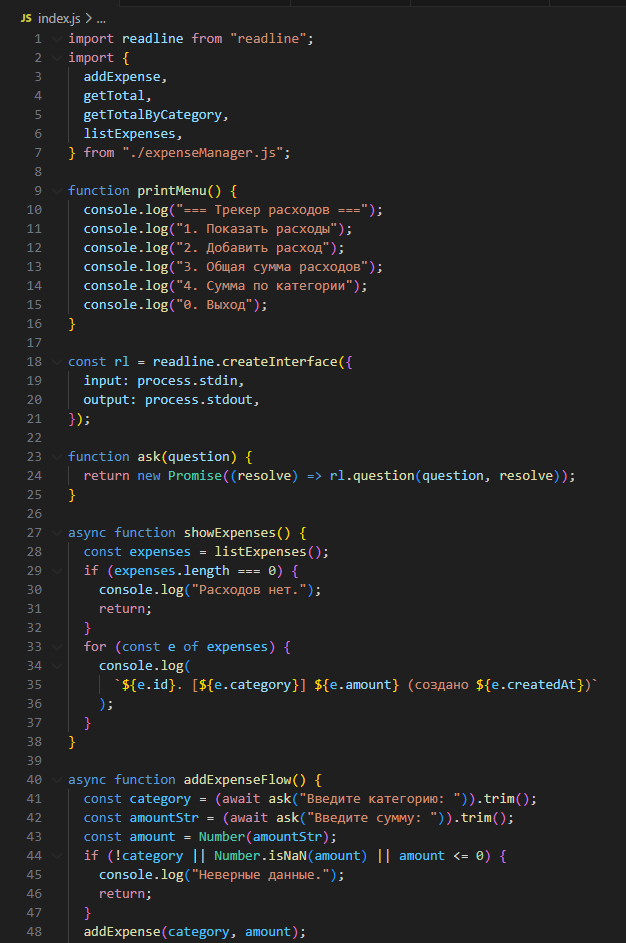 JS index.js > ...
1 import readline from "readline";
2 import {
3   addExpense,
4   getTotal,
5   getTotalByCategory,
6   listExpenses,
7 } from "./expenseManager.js";
8
9 function printMenu() {
10   console.log("=== Трекер расходов ===");
11   console.log("1. Показать расходы");
12   console.log("2. Добавить расход");
13   console.log("3. Общая сумма расходов");
14   console.log("4. Сумма по категории");
15   console.log("0. Выход");
16 }
17
18 const rl = readline.createInterface({
19   input: process.stdin,
20   output: process.stdout,
21 });
22
23 function ask(question) {
24   return new Promise((resolve) => rl.question(question, resolve));
25 }
26
27 async function showExpenses() {
28   const expenses = listExpenses();
29   if (expenses.length === 0) {
30     console.log("Расходов нет.");
31     return;
32   }
33   for (const e of expenses) {
34     console.log(
35       `${e.id}. [${e.category}] ${e.amount} (создано ${e.createdAt})`
36     );
37   }
38 }
39
40 async function addExpenseFlow() {
41   const category = (await ask("Введите категорию: ")).trim();
42   const amountStr = (await ask("Введите сумму: ")).trim();
43   const amount = Number(amountStr);
44   if (!category || Number.isNaN(amount) || amount <= 0) {
45     console.log("Неверные данные.");
46     return;
47   }
48   addExpense(category, amount);